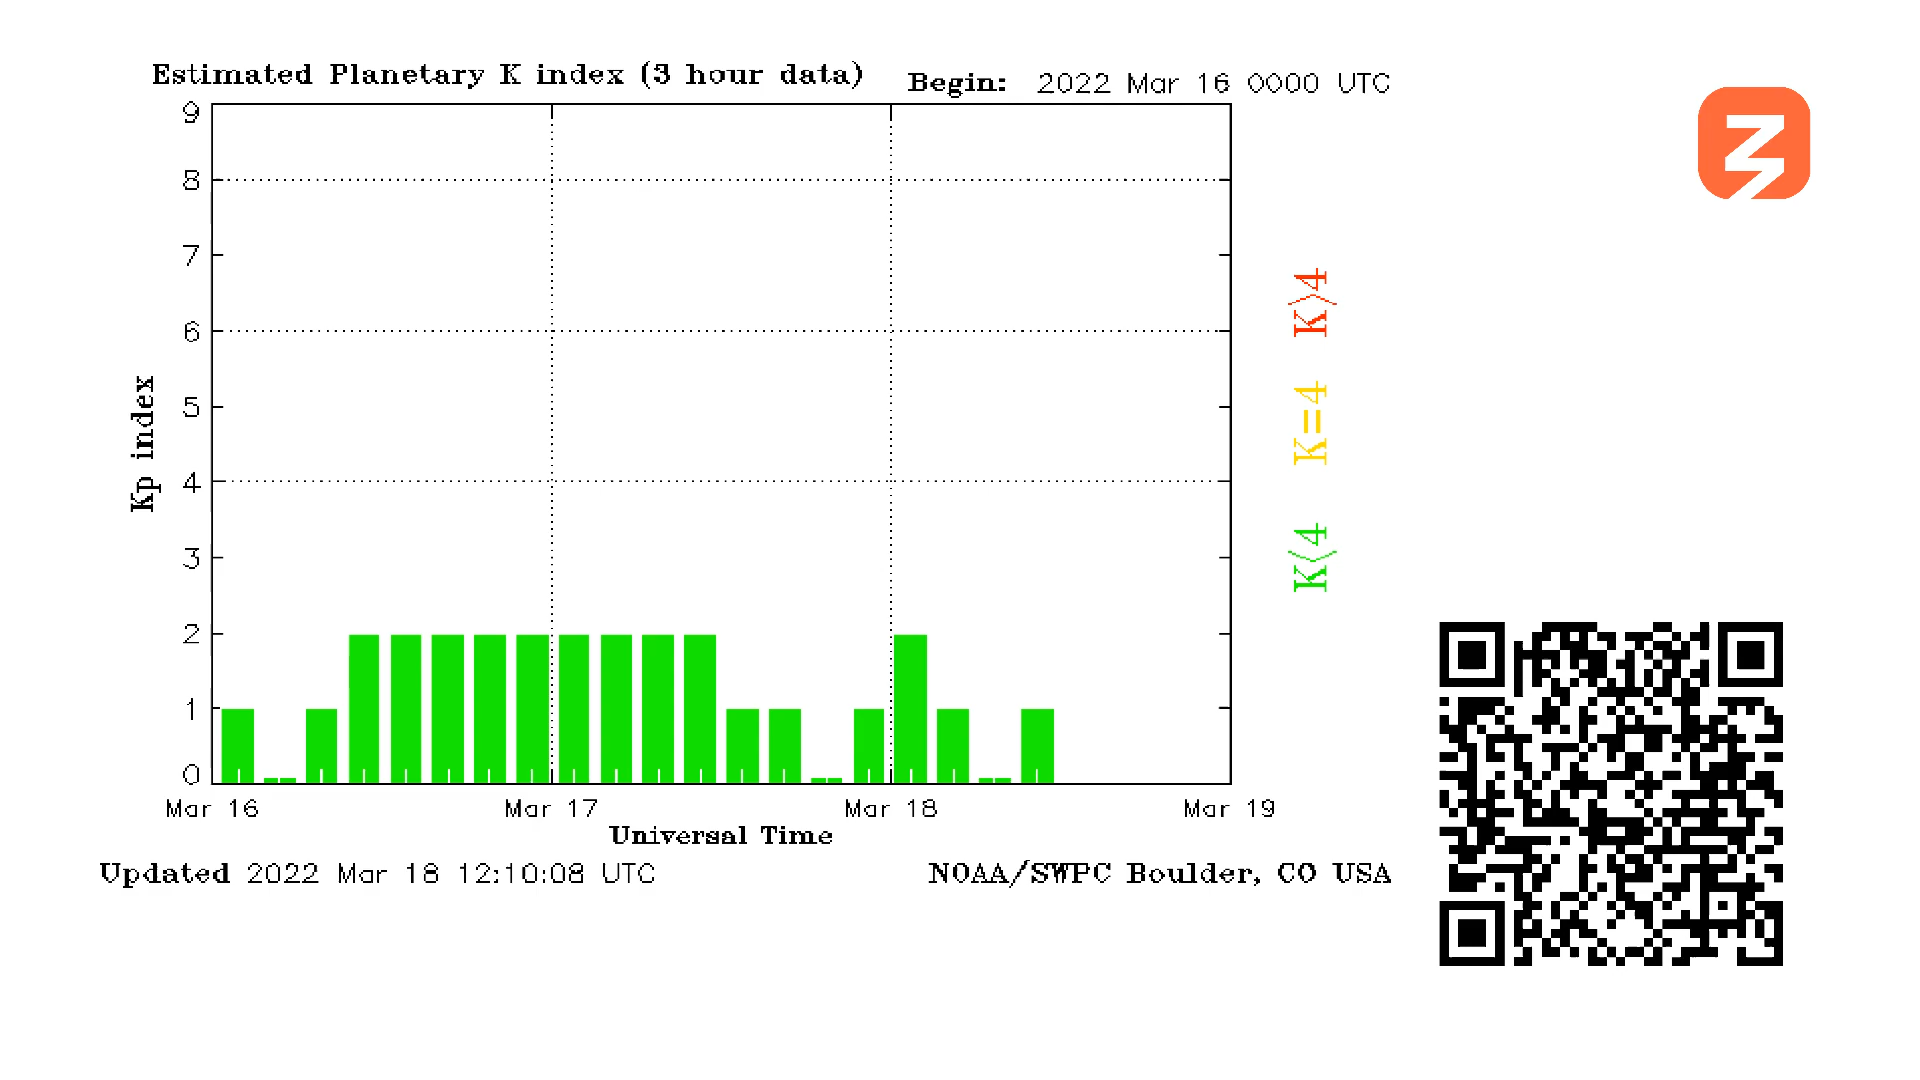 Estimated Planetary K index (3 hour data) Begin: 2022 Mar 16 0000 UTC
9
8
7
6
5
4
3
2
1
0
Kp index
K>4
K=4
K<4
Mar 16 Mar 17 Mar 18 Mar 19
Universal Time
Updated 2022 Mar 18 12:10:08 UTC NOAA/SWPC Boulder, CO USA